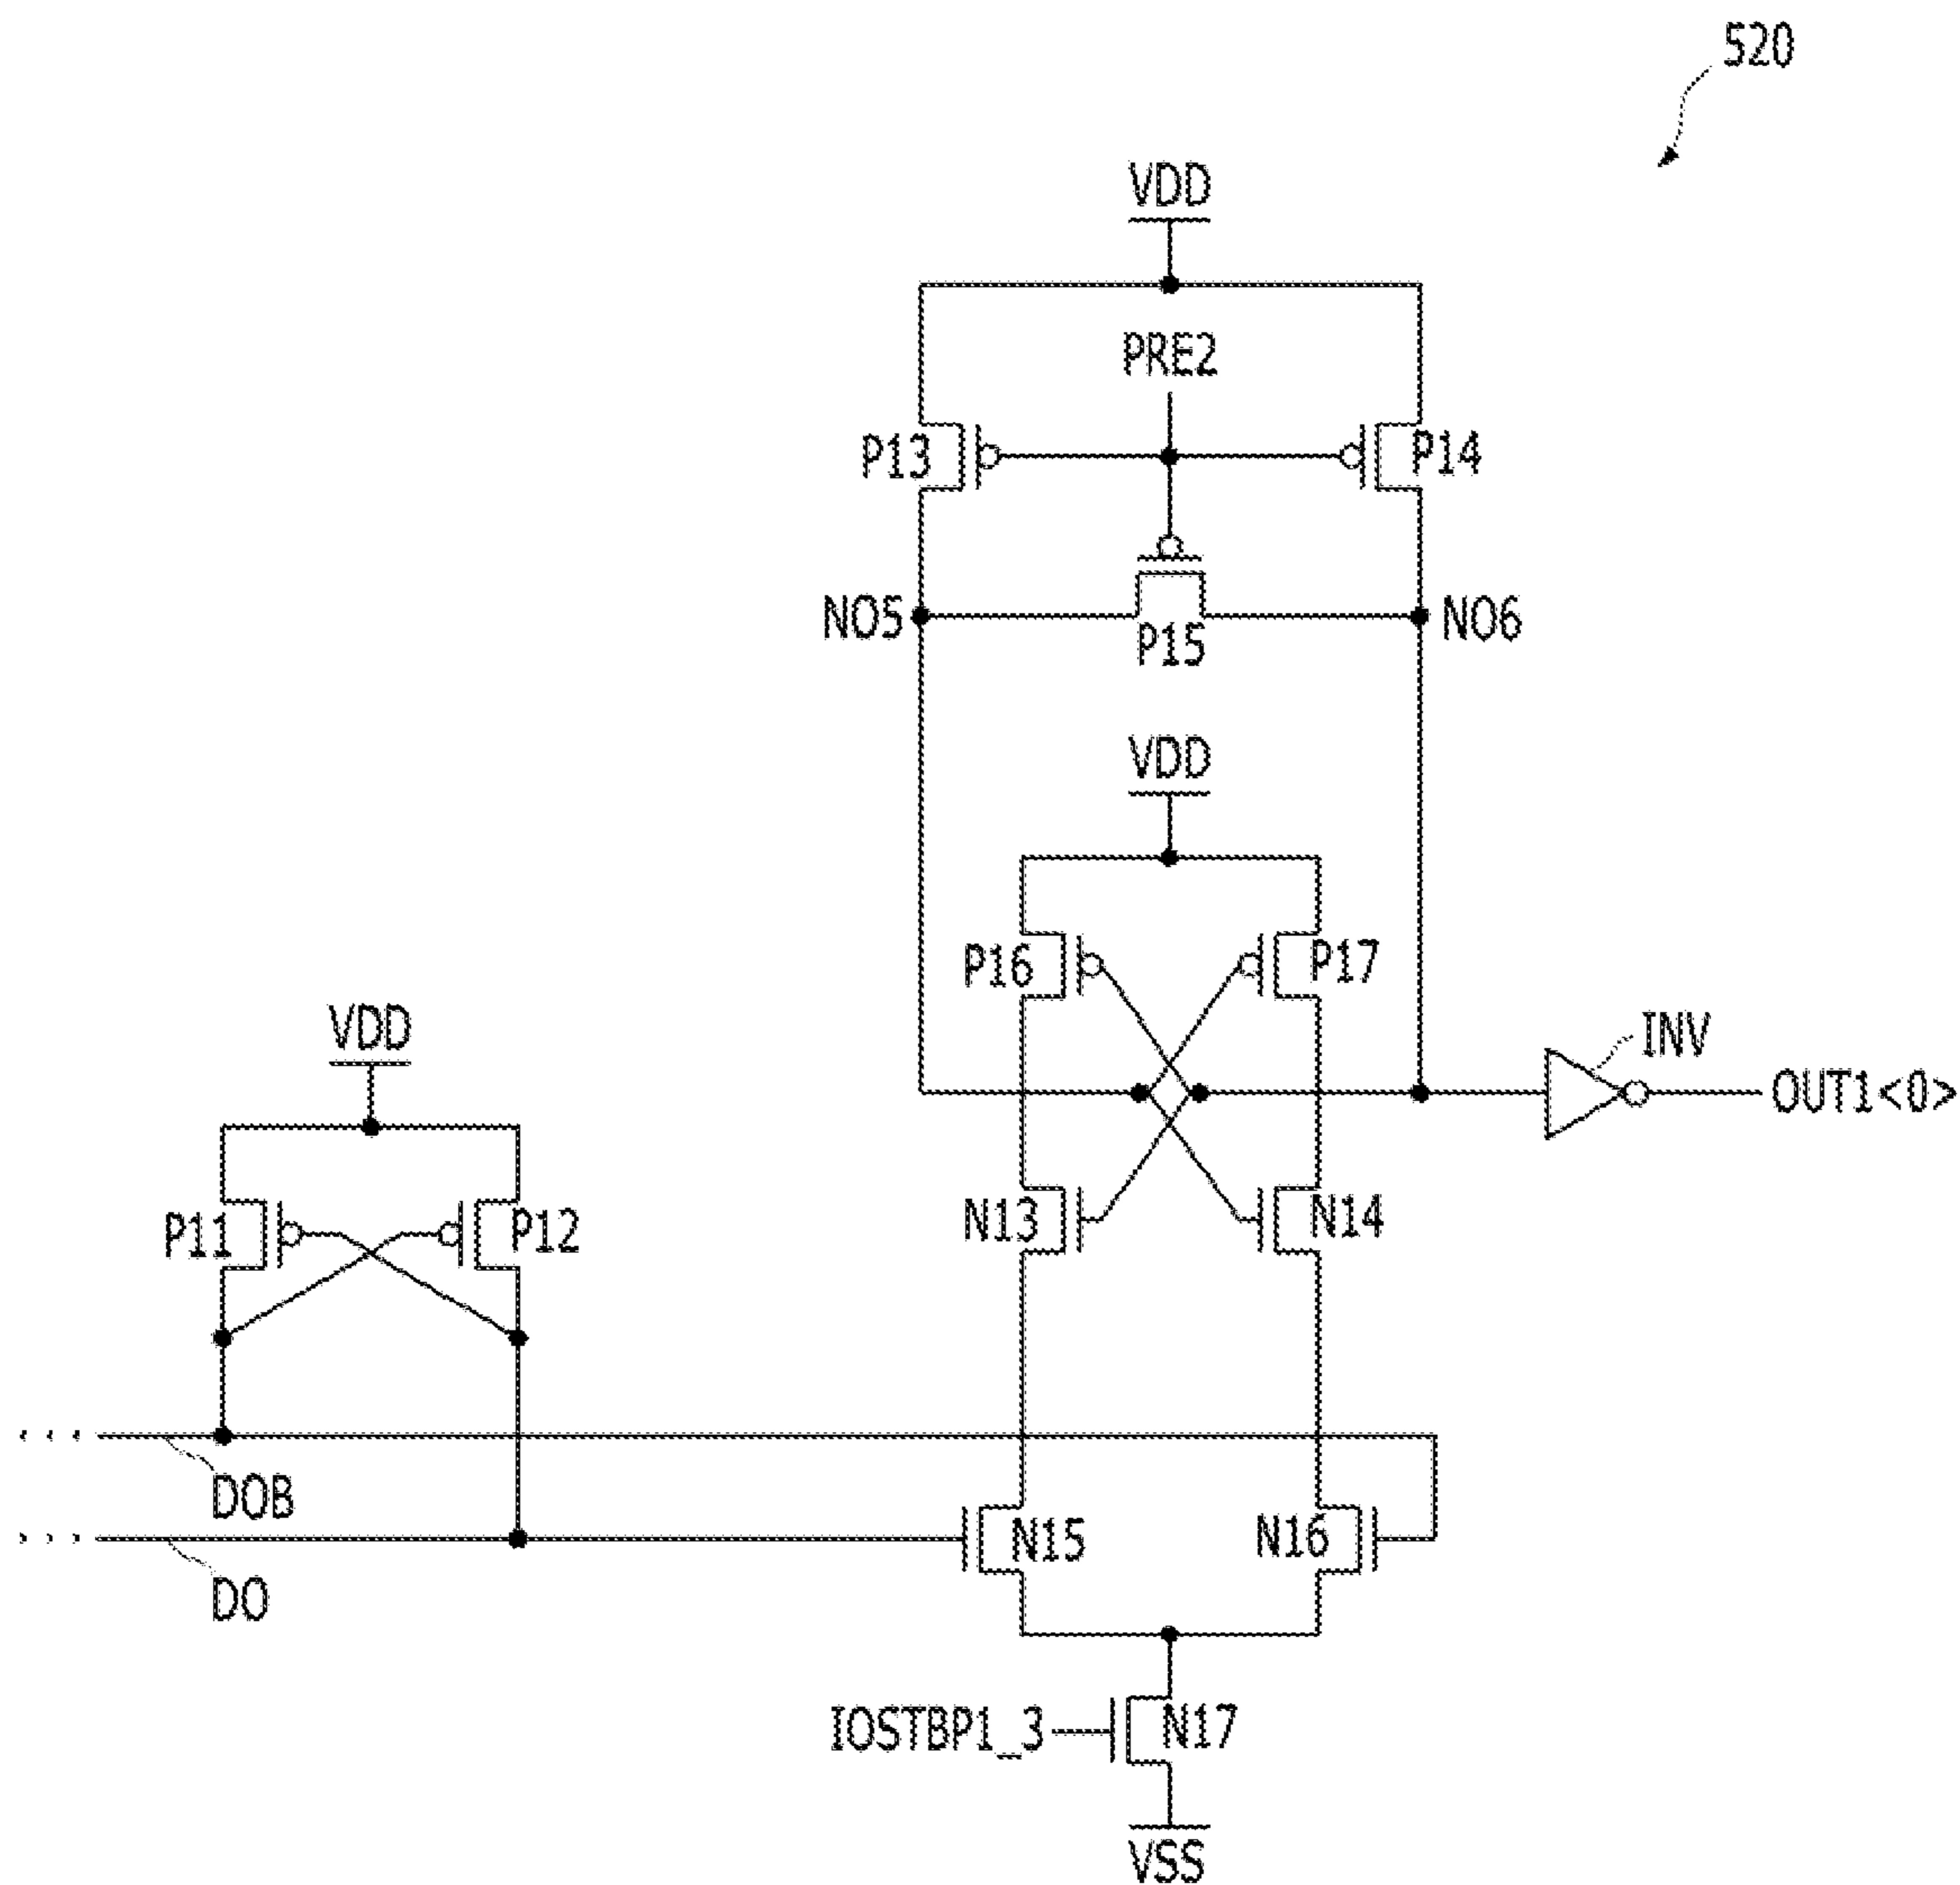 520
VDD
PRE2
P13
P14
NO5
P15
NO6
VDD
P16
P17
VDD
INV
OUT1<0>
P11
P12
N13
N14
DOB
N15
N16
DO
IOSTBP1_3
N17
VSS